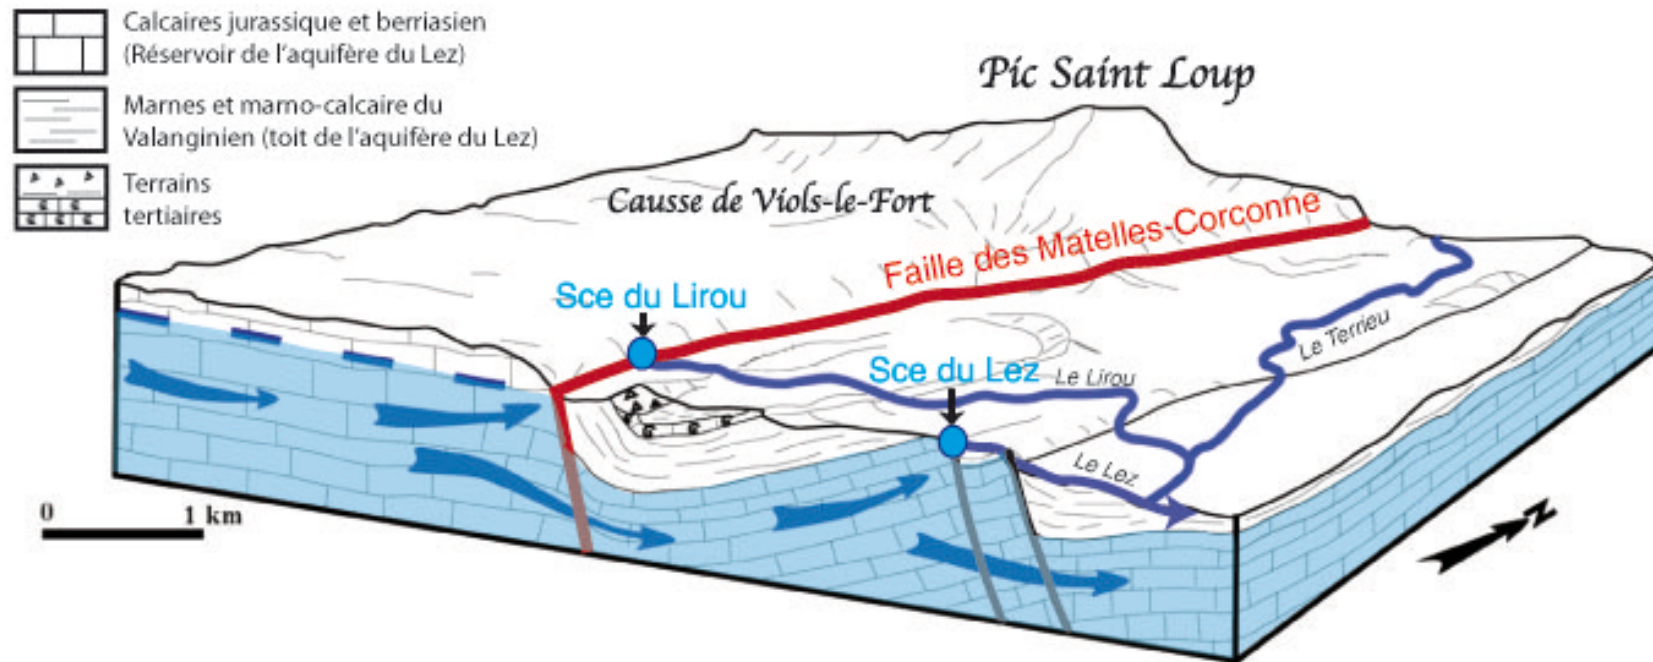 Calcaires jurassique et berriasien
(Réservoir de l'aquifère du Lez)
Marnes et marno-calcaire du
Valanginien (toit de l'aquifère du Lez)
Terrains
tertiaires
Pic Saint Loup
Causse de Viols-le-Fort
Faille des Matelles-Corconne
Sce du Lirou
Le Terrieu
Sce du Lez
Le Lirou
Le Lez
0 1 km
N